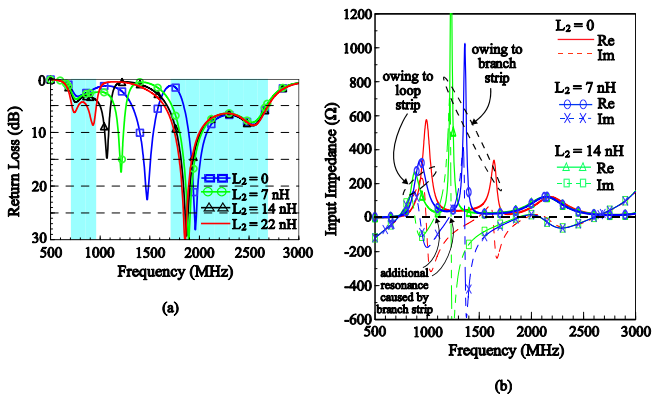 (a)
0
5
10
20
30
Return Loss (dB)
500 1000 1500 2000 2500 3000
Frequency (MHz)
L2 = 0
L2 = 7 nH
L2 = 14 nH
L2 = 22 nH
(a)
(b)
1200
1000
800
600
400
200
0
-200
-400
-600
Input Impedance (Ω)
500 1000 1500 2000 2500 3000
Frequency (MHz)
owing to
loop
strip
owing to
branch
strip
additional
resonance
caused by
branch strip
L2 = 0
Re
Im
L2 = 7 nH
Re
Im
L2 = 14 nH
Re
Im
(b)